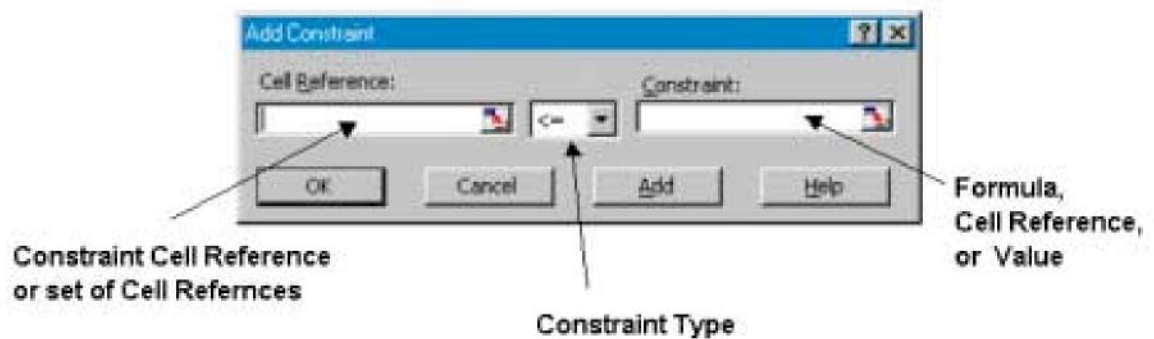 Add Constraint
? ×
Cell Reference:
Constraint:
<=
OK
Cancel
Add
Help
Formula,
Cell Reference,
or Value
Constraint Cell Reference
or set of Cell Refernces
Constraint Type